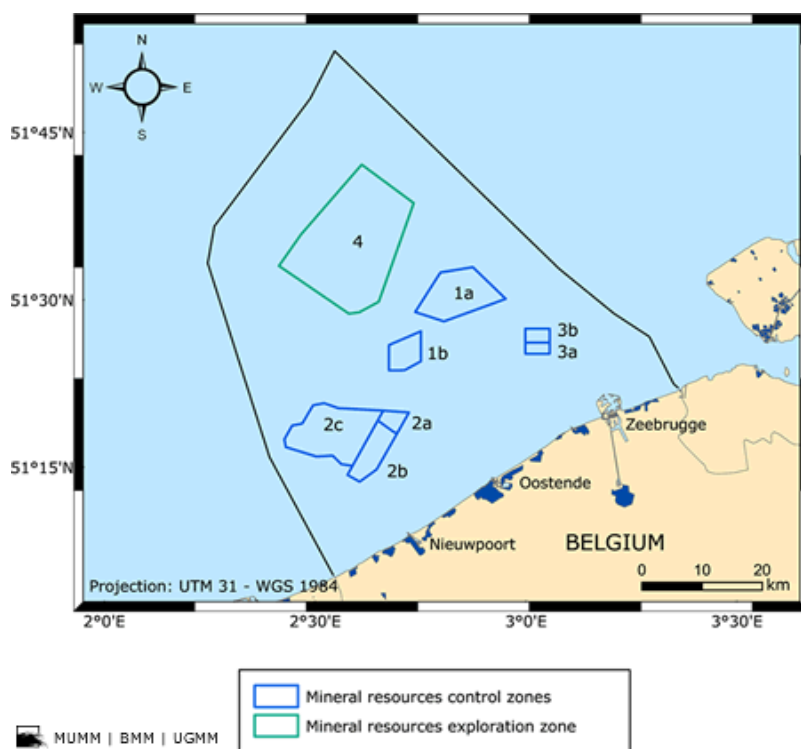 N
W E
S
51°45'N
4
51°30'N
1a
3b
3a
1b
2c
2a
Zeebrugge
51°15'N
2b
Oostende
BELGIUM
Nieuwpoort
0 10 20
km
Projection: UTM 31 - WGS 1984
2°0'E 2°30'E 3°0'E 3°30'E
Mineral resources control zones
Mineral resources exploration zone
MUMM | BMM | UGMM